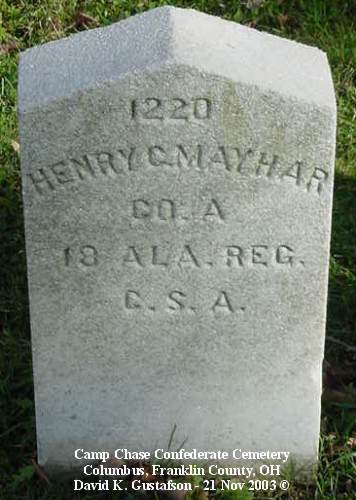 1220
HENRY C. MAYHAR
CO. A
18 ALA. REG.
C. S. A.
Camp Chase Confederate Cemetery
Columbus, Franklin County, OH
David K. Gustafson - 21 Nov 2003 ©